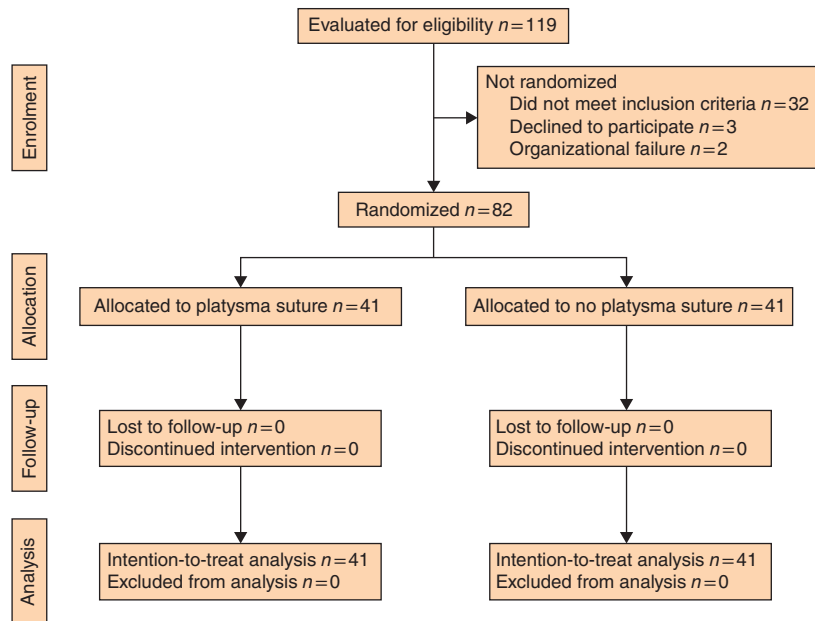 Evaluated for eligibility n=119
Enrolment
Not randomized
Did not meet inclusion criteria n=32
Declined to participate n=3
Organizational failure n=2
Randomized n=82
Allocation
Allocated to platysma suture n=41
Allocated to no platysma suture n=41
Follow-up
Lost to follow-up n=0
Discontinued intervention n=0
Lost to follow-up n=0
Discontinued intervention n=0
Analysis
Intention-to-treat analysis n=41
Excluded from analysis n=0
Intention-to-treat analysis n=41
Excluded from analysis n=0